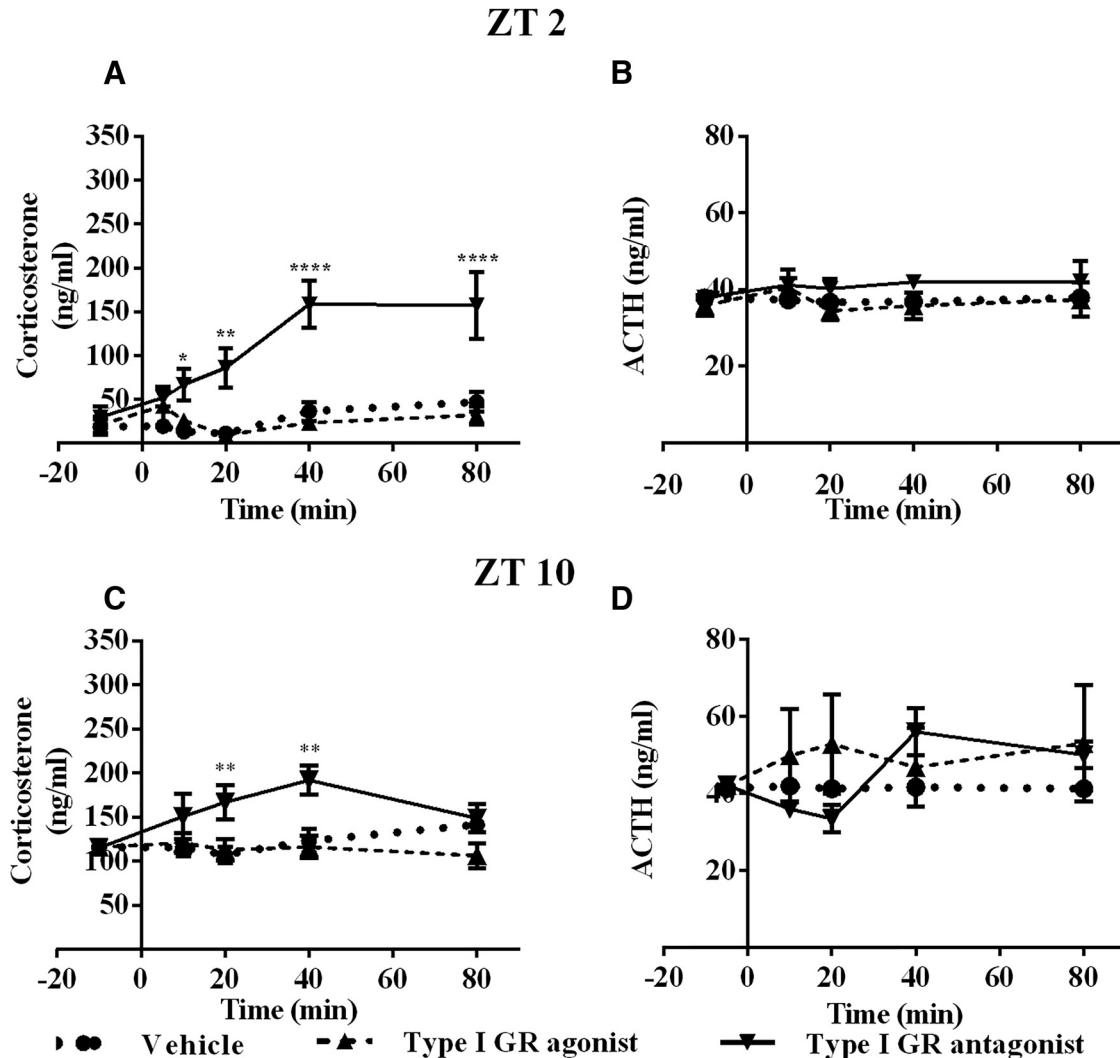 ZT 2
A
Corticosterone
(ng/ml)
350
300
250
200
150
100
50
* ** **** ****
-20 0 20 40 60 80
Time (min)
B
ACTH (ng/ml)
80
60
40
20
-20 0 20 40 60 80
Time (min)
ZT 10
C
Corticosterone
(ng/ml)
350
300
250
200
150
100
50
** **
-20 0 20 40 60 80
Time (min)
D
ACTH (ng/ml)
80
60
40
20
-20 0 20 40 60 80
Time (min)
Vehicle Type I GR agonist Type I GR antagonist